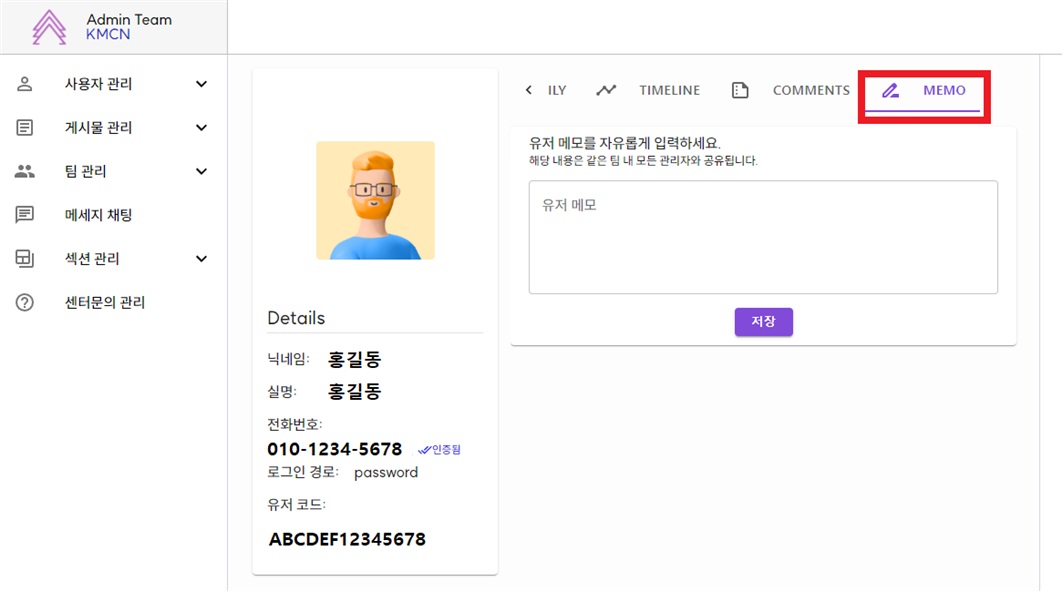 Admin Team
KMCN
사용자 관리
게시물 관리
팀 관리
메세지 채팅
섹션 관리
센터문의 관리
Details
닉네임: 홍길동
실명: 홍길동
전화번호:
010-1234-5678 인증됨
로그인 경로: password
유저 코드:
ABCDEF12345678
ILY TIMELINE COMMENTS MEMO
유저 메모를 자유롭게 입력하세요.
해당 내용은 같은 팀 내 모든 관리자와 공유됩니다.
유저 메모
저장